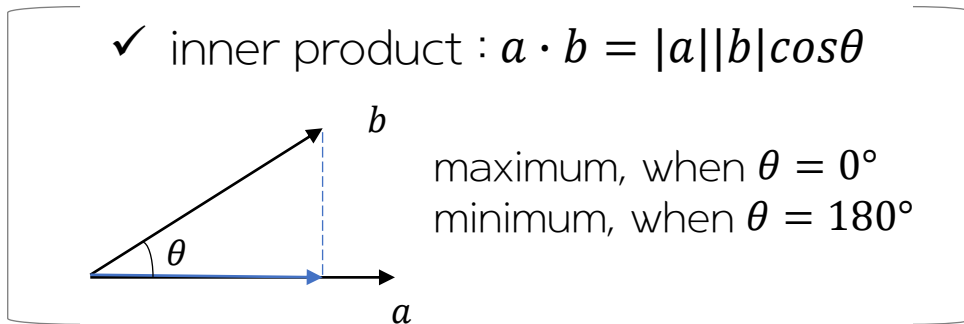 ✓ inner product : a · b = |a||b|cosθ
b
maximum, when θ = 0°
minimum, when θ = 180°
θ
a